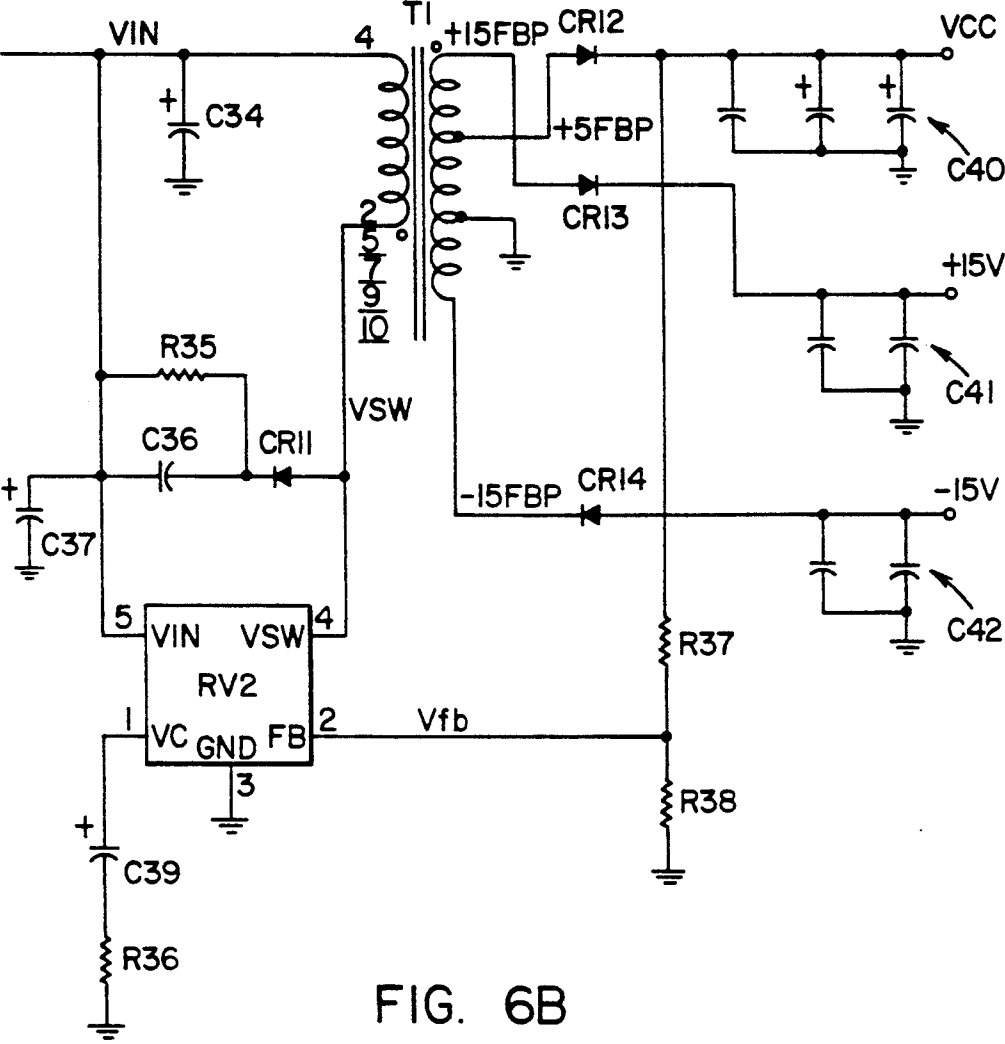 T1
VIN
4
+15FBP
CR12
VCC
+
C34
+5FBP
+
+
C40
CR13
2
5
7
9
10
+15V
R35
VSW
C41
C36
CR11
+
C37
-15FBP
CR14
-15V
C42
5
VIN
VSW
4
R37
RV2
1
VC
GND
FB
2
Vfb
3
R38
+
C39
R36
FIG. 6B